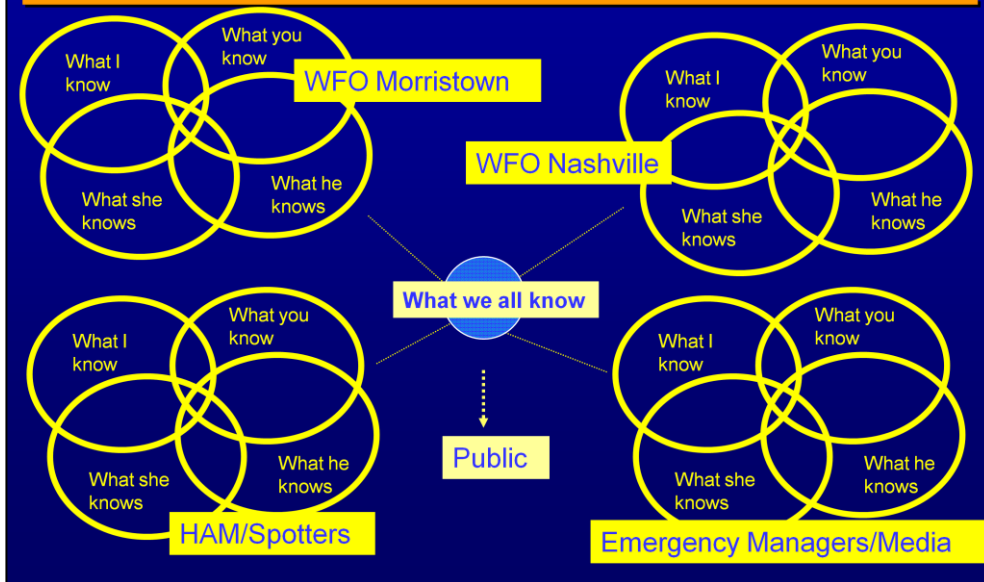 What I
know
What you
know
WFO Morristown
What she
knows
What he
knows
What I
know
What you
know
WFO Nashville
What she
knows
What he
knows
What we all know
What I
know
What you
know
What she
knows
What he
knows
HAM/Spotters
Public
What I
know
What you
know
What she
knows
What he
knows
Emergency Managers/Media